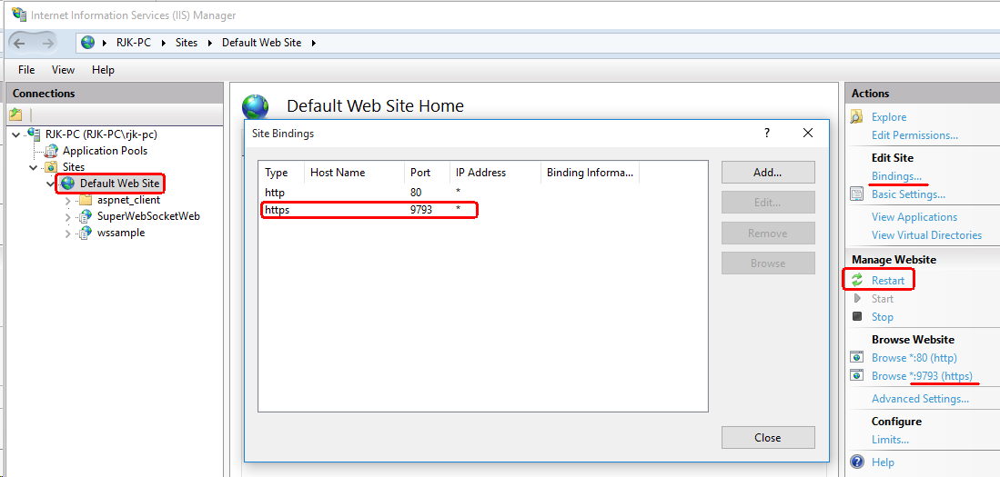 Internet Information Services (IIS) Manager
RJK-PC Sites Default Web Site
File View Help
Connections
RJK-PC (RJK-PC\rjk-pc)
Application Pools
Sites
Default Web Site
aspnet_client
SuperWebSocketWeb
wssample
Default Web Site Home
Site Bindings
?
Type Host Name Port IP Address Binding Informa...
http 80 *
https 9793 *
Add...
Edit...
Remove
Browse
Close
Actions
Explore
Edit Permissions...
Edit Site
Bindings...
Basic Settings...
View Applications
View Virtual Directories
Manage Website
Restart
Start
Stop
Browse Website
Browse *:80 (http)
Browse *:9793 (https)
Advanced Settings...
Configure
Limits...
Help